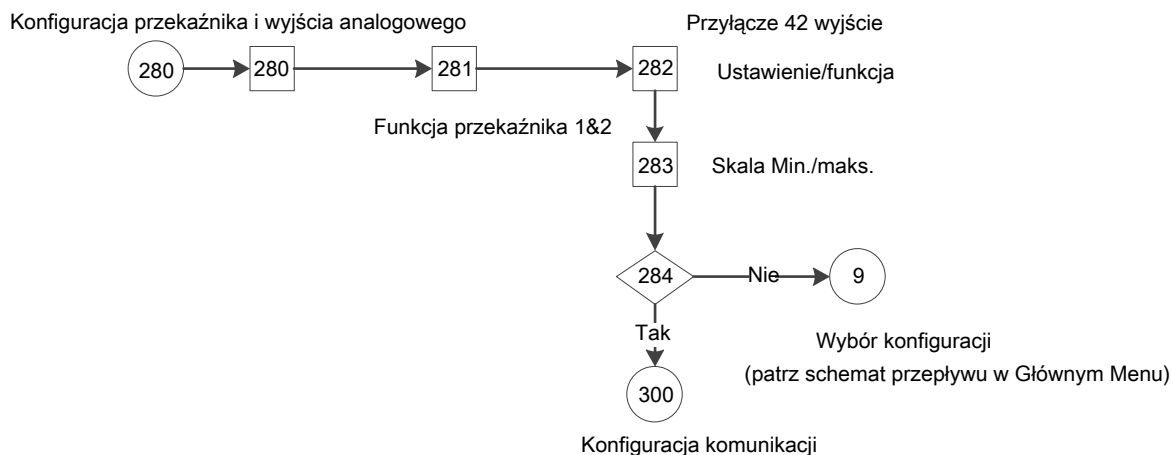 Konfiguracja przekaźnika i wyjścia analogowego
Przyłącze 42 wyjście
280
280
281
282
Ustawienie/funkcja
Funkcja przekaźnika 1&2
283
Skala Min./maks.
284
Nie
9
Tak
Wybór konfiguracji
(patrz schemat przepływu w Głównym Menu)
300
Konfiguracja komunikacji